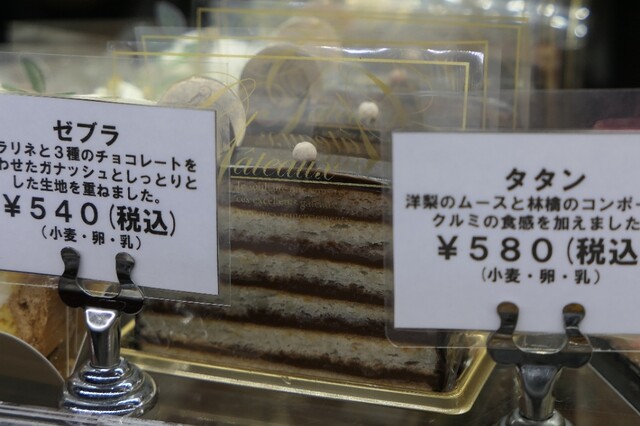 ゼブラ
ラリネと3種のチョコレートを
わせたガナッシュとしっとりと
した生地を重ねました。
￥540(税込)
(小麦・卵・乳)
Gateaux
タタン
洋梨のムースと林檎のコンポー
クルミの食感を加えました
￥580(税込
(小麦・卵・乳)